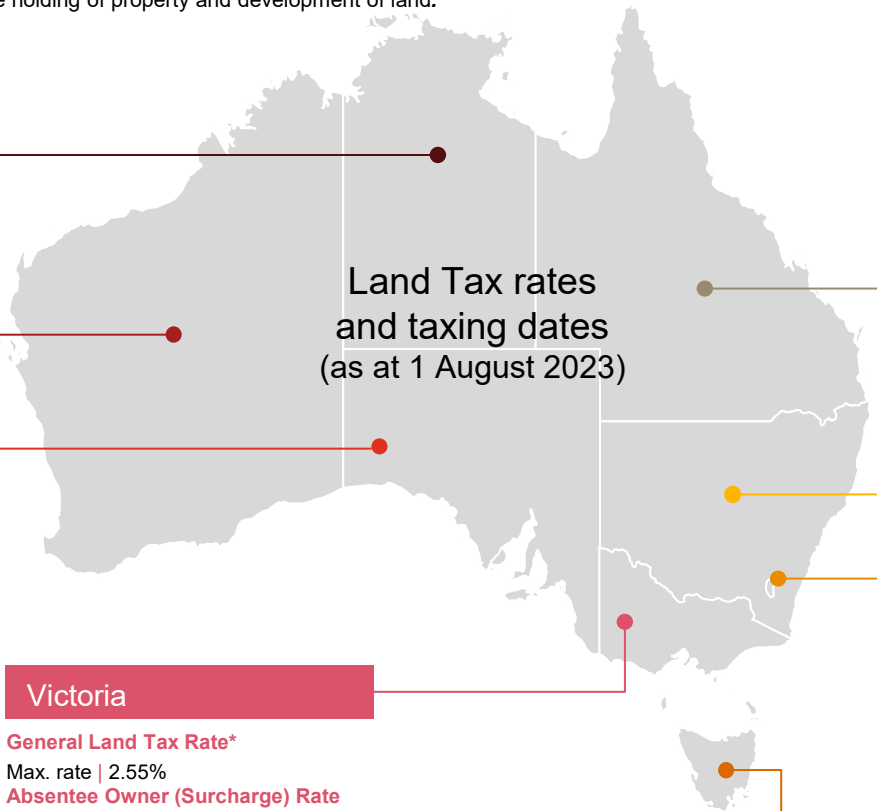 holding of property and development of land.
Land Tax rates
and taxing dates
(as at 1 August 2023)
Victoria
General Land Tax Rate*
Max. rate | 2.55%
Absentee Owner (Surcharge) Rate